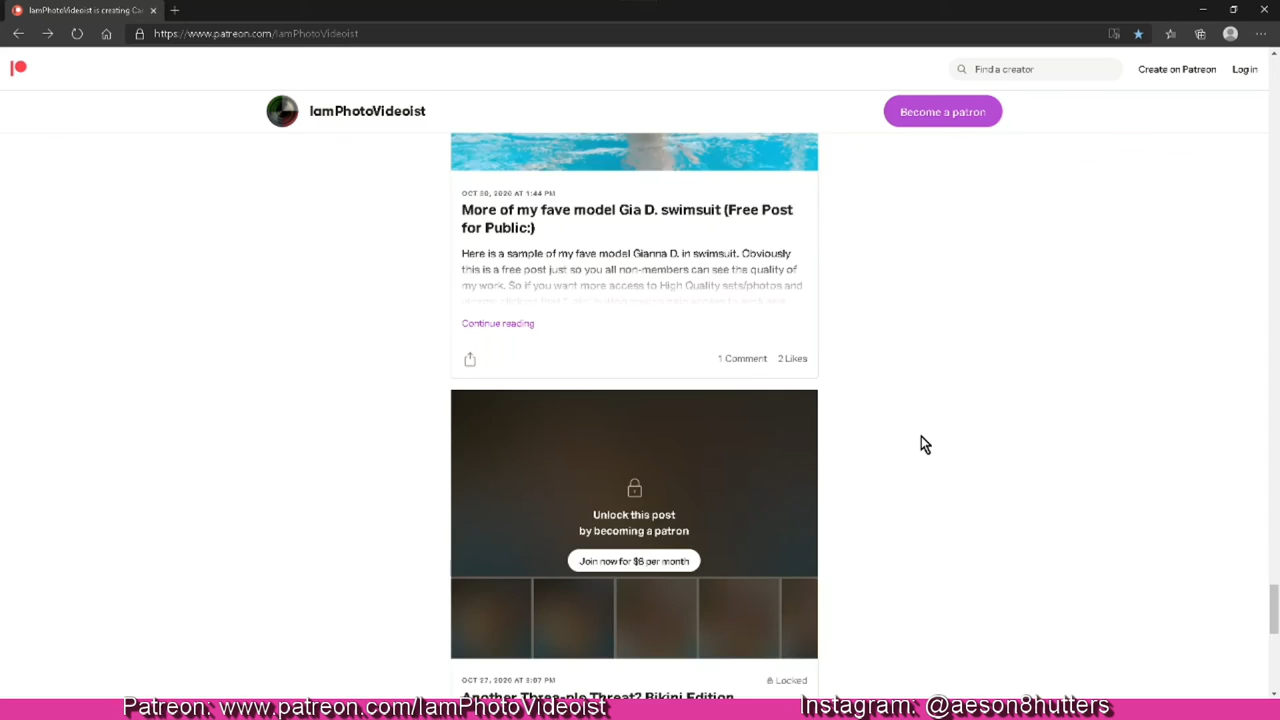 IamPhotoVideoist is creating Ca
https://www.patreon.com/IamPhotoVideoist
Find a creator
Create on Patreon
Log in
IamPhotoVideoist
Become a patron
OCT 30, 2020 AT 1:44 PM
More of my fave model Gia D. swimsuit (Free Post
for Public:)
Here is a sample of my fave model Gianna D. in swimsuit. Obviously
this is a free post just so you all non-members can see the quality of
my work. So if you want more access to High Quality sets/photos and
Continue reading
1 Comment
2 Likes
Unlock this post
by becoming a patron
Join now for $6 per month
OCT 27, 2020 AT 3:07 PM
Locked
Another Three-ple Threat? Bikini Edition
Patreon: www.patreon.com/IamPhotoVideoist
Instagram: @aeson8hutters